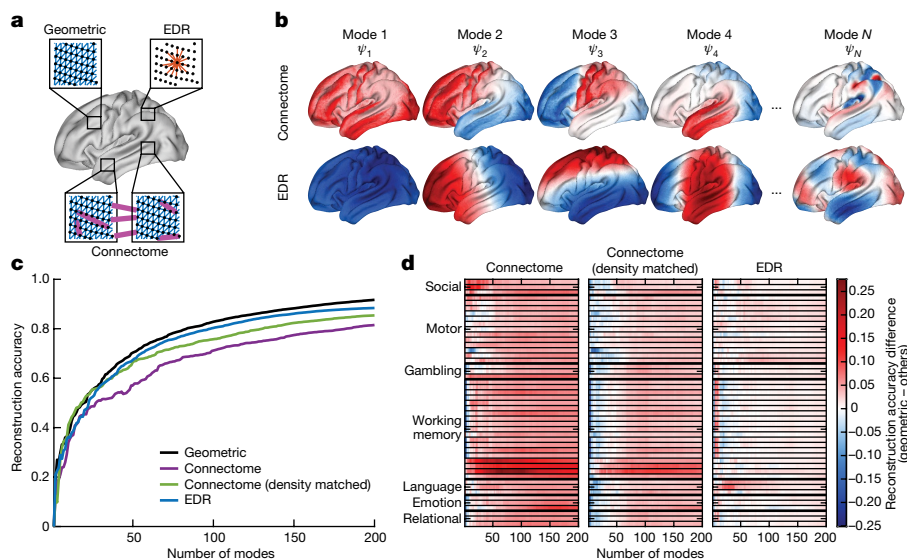 a
Geometric
EDR
Connectome
b
Mode 1
ψ1
Mode 2
ψ2
Mode 3
ψ3
Mode 4
ψ4
Mode N
ψN
Connectome
...
EDR
...
c
Reconstruction accuracy
1.0
0.8
0.6
0.4
0.2
0
50
100
150
200
Number of modes
Geometric
Connectome
Connectome (density matched)
EDR
d
Connectome
Connectome
(density matched)
EDR
Social
Motor
Gambling
Working
memory
Language
Emotion
Relational
50 100 150 200
50 100 150 200
50 100 150 200
Number of modes
0.25
0.20
0.15
0.10
0.05
0
−0.05
−0.10
−0.15
−0.20
−0.25
Reconstruction accuracy difference
(geometric – others)